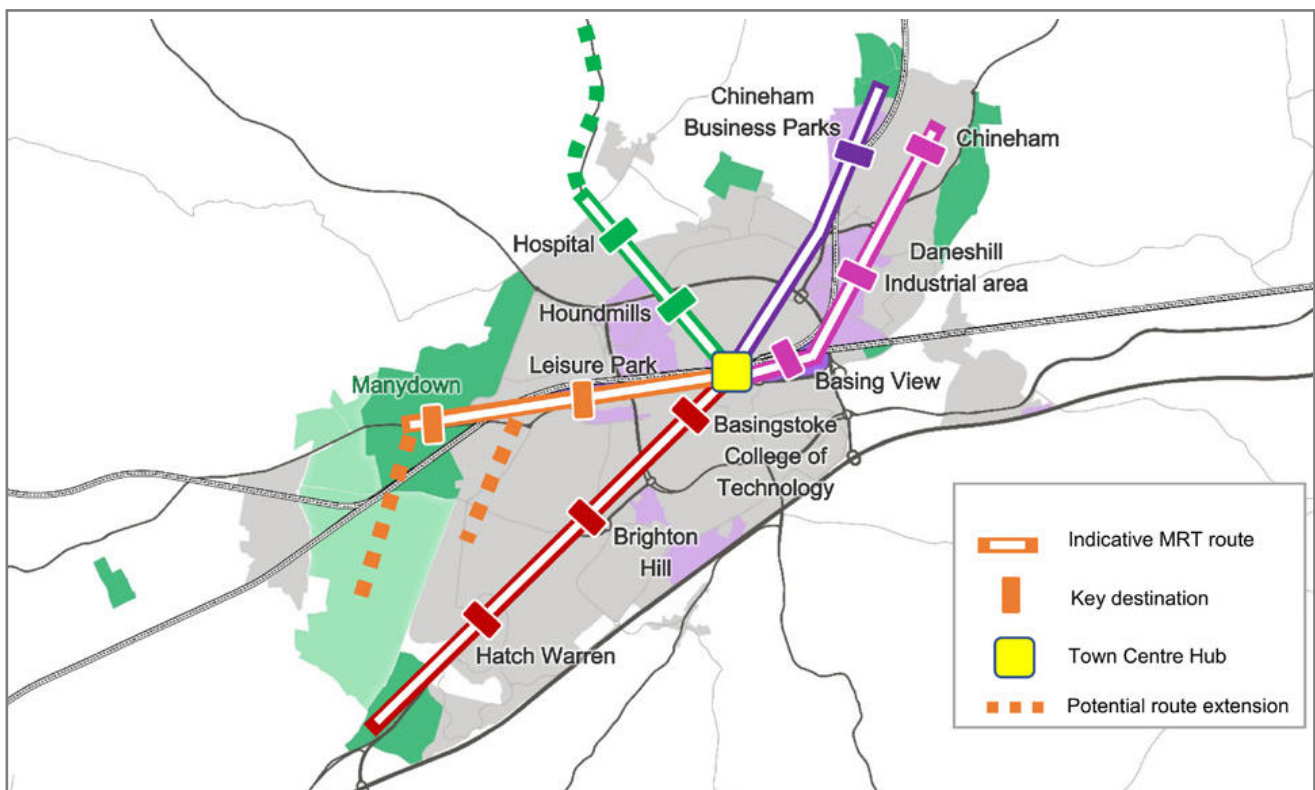 Chineham
Business Parks
Chineham
Hospital
Daneshill
Industrial area
Houndmills
Leisure Park
Manydown
Basing View
Basingstoke
College of
Technology
Brighton
Hill
Hatch Warren
Indicative MRT route
Key destination
Town Centre Hub
Potential route extension